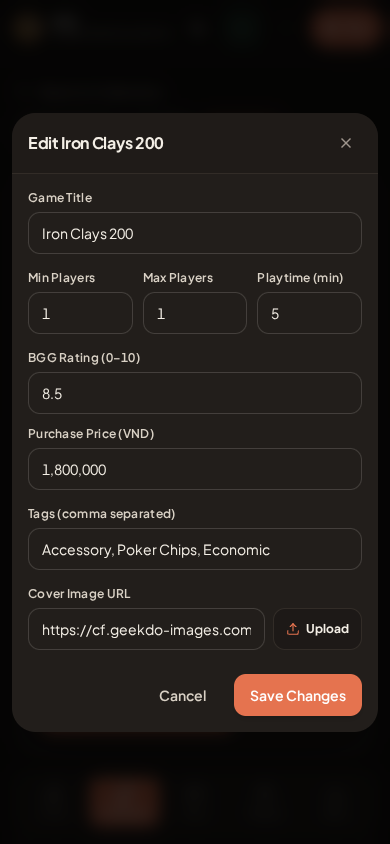 Edit Iron Clays 200
Game Title
Iron Clays 200
Min Players Max Players Playtime (min)
1 1 5
BGG Rating (0–10)
8.5
Purchase Price (VND)
1,800,000
Tags (comma separated)
Accessory, Poker Chips, Economic
Cover Image URL
https://cf.geekdo-images.com Upload
Cancel Save Changes